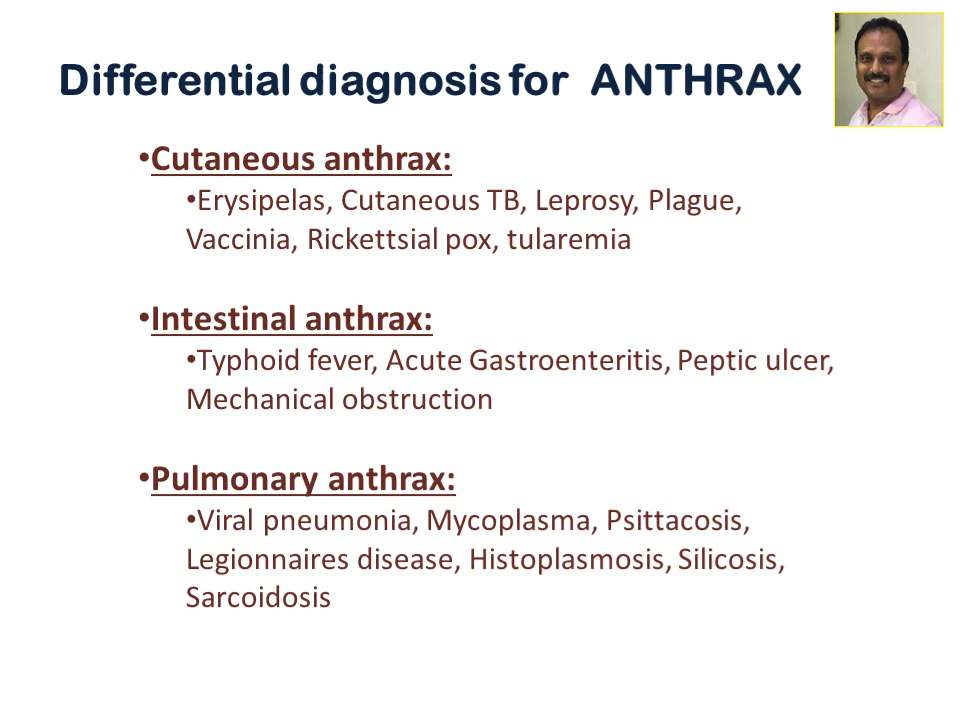 Differential diagnosis for ANTHRAX
•Cutaneous anthrax:
•Erysipelas, Cutaneous TB, Leprosy, Plague,
Vaccinia, Rickettsial pox, tularemia
•Intestinal anthrax:
•Typhoid fever, Acute Gastroenteritis, Peptic ulcer,
Mechanical obstruction
•Pulmonary anthrax:
•Viral pneumonia, Mycoplasma, Psittacosis,
Legionnaires disease, Histoplasmosis, Silicosis,
Sarcoidosis